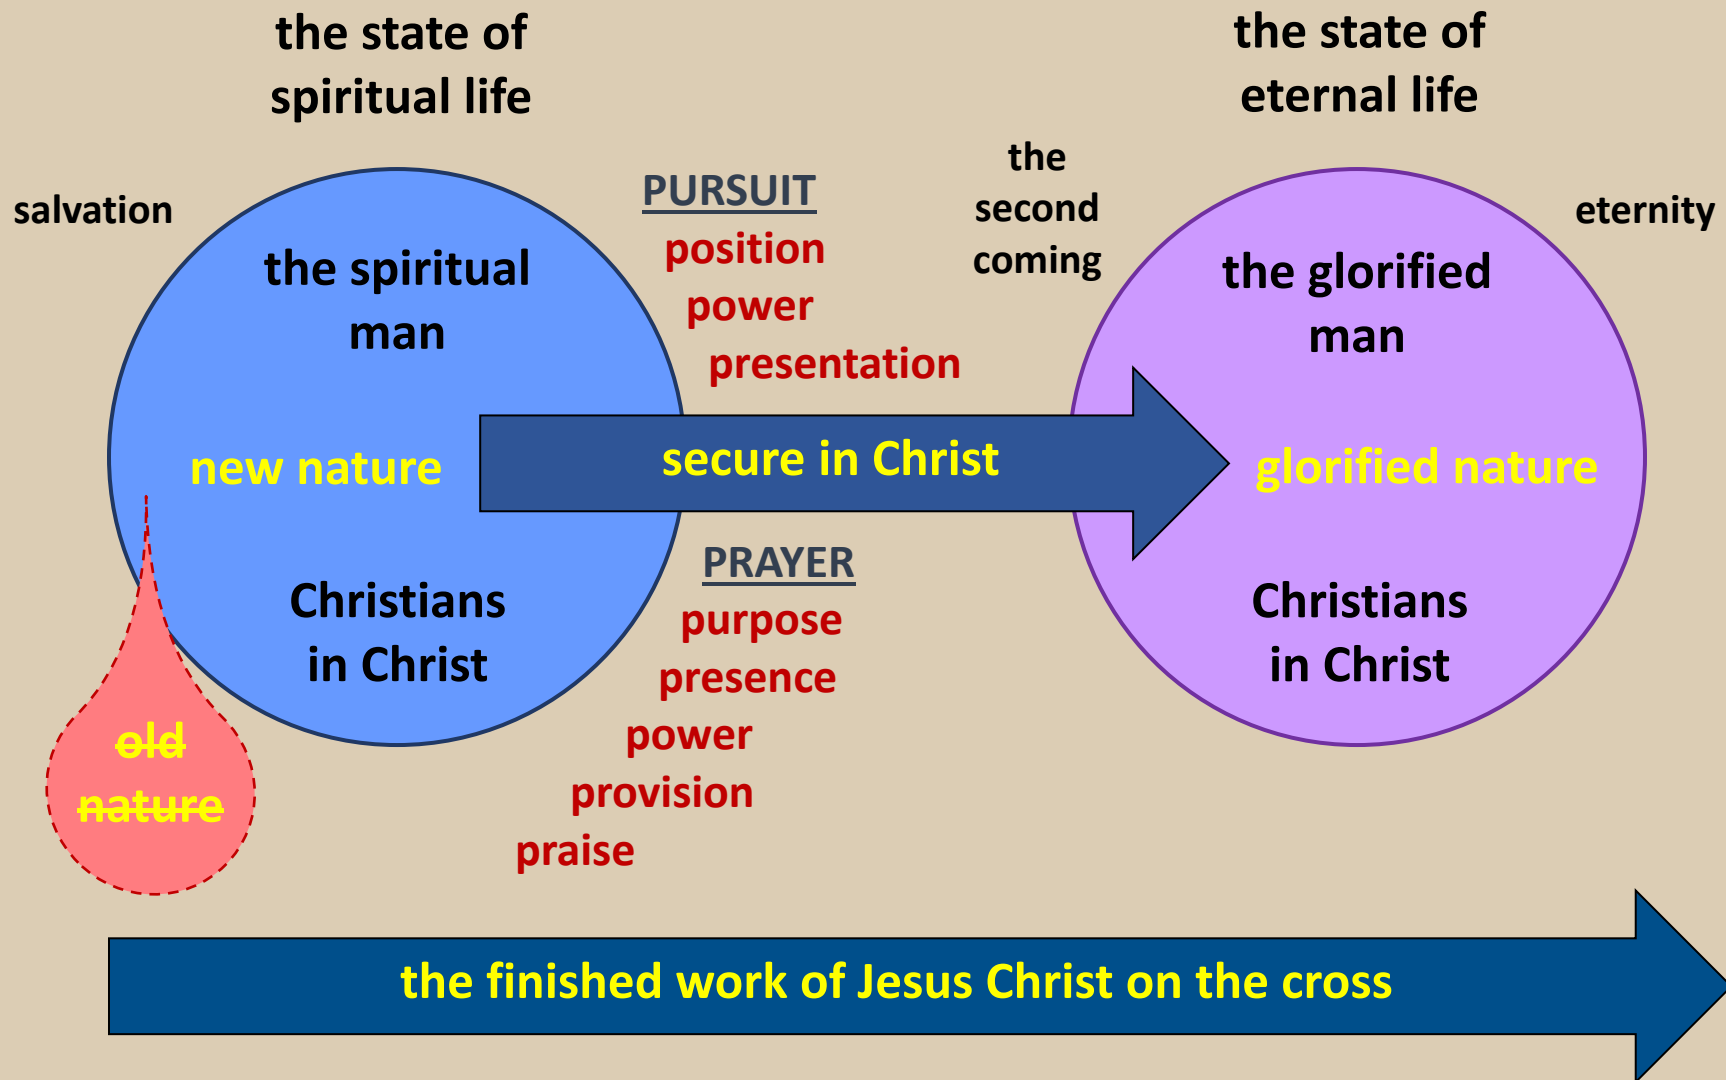 the state of
spiritual life
salvation
the spiritual
man
new nature
Christians
in Christ
old
nature
PURSUIT
position
power
presentation
secure in Christ
PRAYER
purpose
presence
power
provision
praise
the state of
eternal life
the
second
coming
eternity
the glorified
man
glorified nature
Christians
in Christ
the finished work of Jesus Christ on the cross